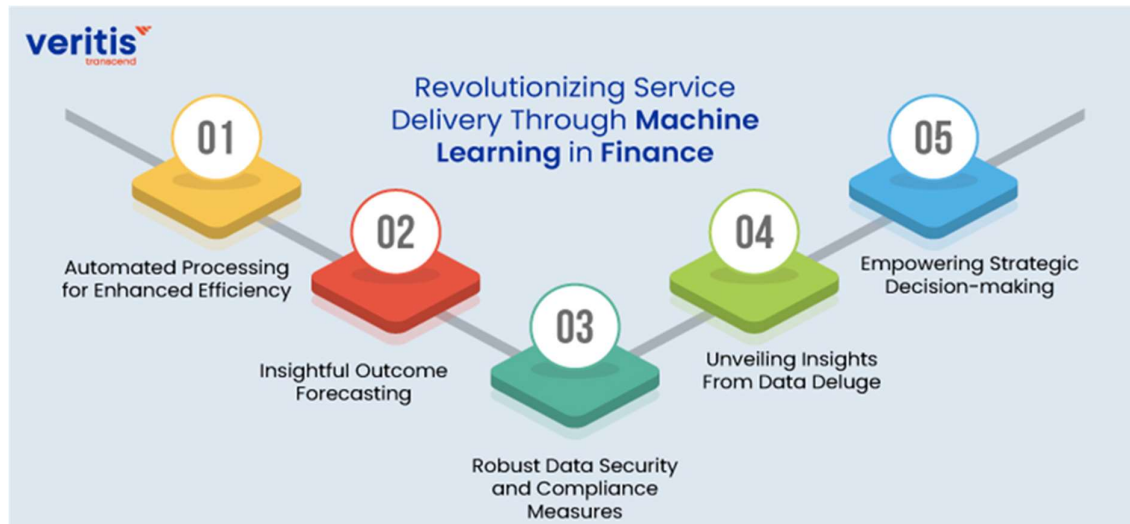 veritis
transcend
Revolutionizing Service
Delivery Through Machine
Learning in Finance
01
Automated Processing
for Enhanced Efficiency
02
Insightful Outcome
Forecasting
03
Robust Data Security
and Compliance
Measures
04
Unveiling Insights
From Data Deluge
05
Empowering Strategic
Decision-making